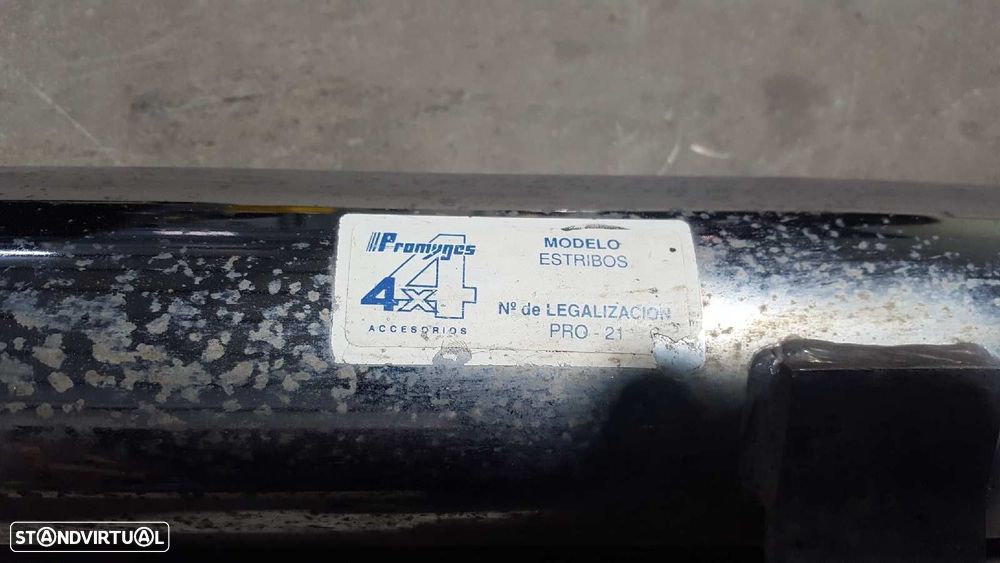 Promyges
4x4
ACCESORIOS
MODELO
ESTRIBOS
Nº de LEGALIZACION
PRO - 21
STANDVIRTUAL